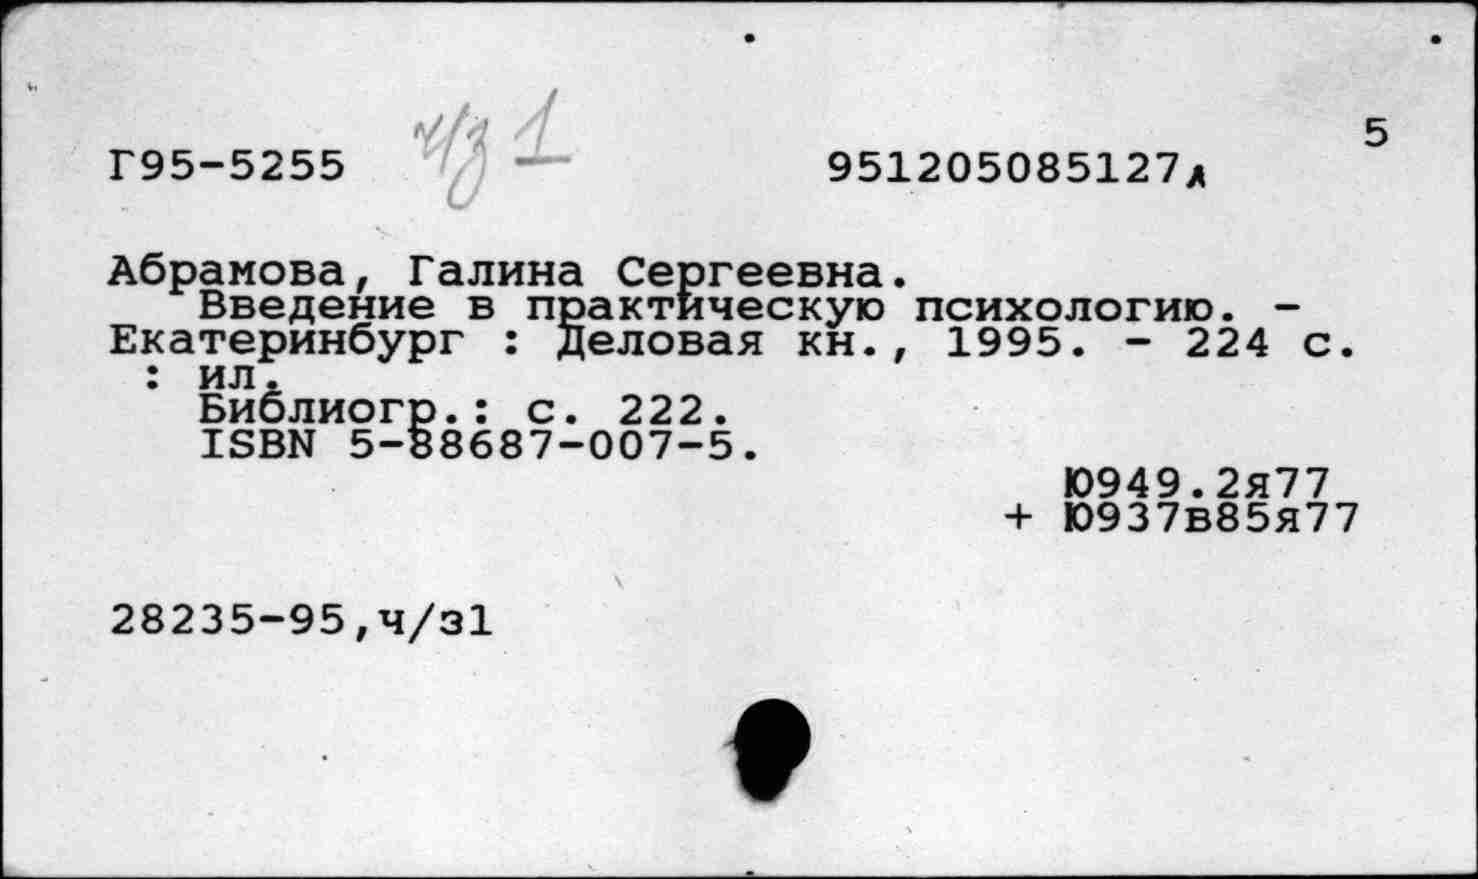 5
Г95-5255 ч/з 1 951205085127д
Абрамова, Галина Сергеевна.
Введение в практическую психологию. -
Екатеринбург : Деловая кн., 1995. - 224 с.
: ил.
Библиогр.: с. 222.
ISBN 5-88687-007-5.
Ю949.2я77
+ Ю937в85я77
28235-95,ч/з1